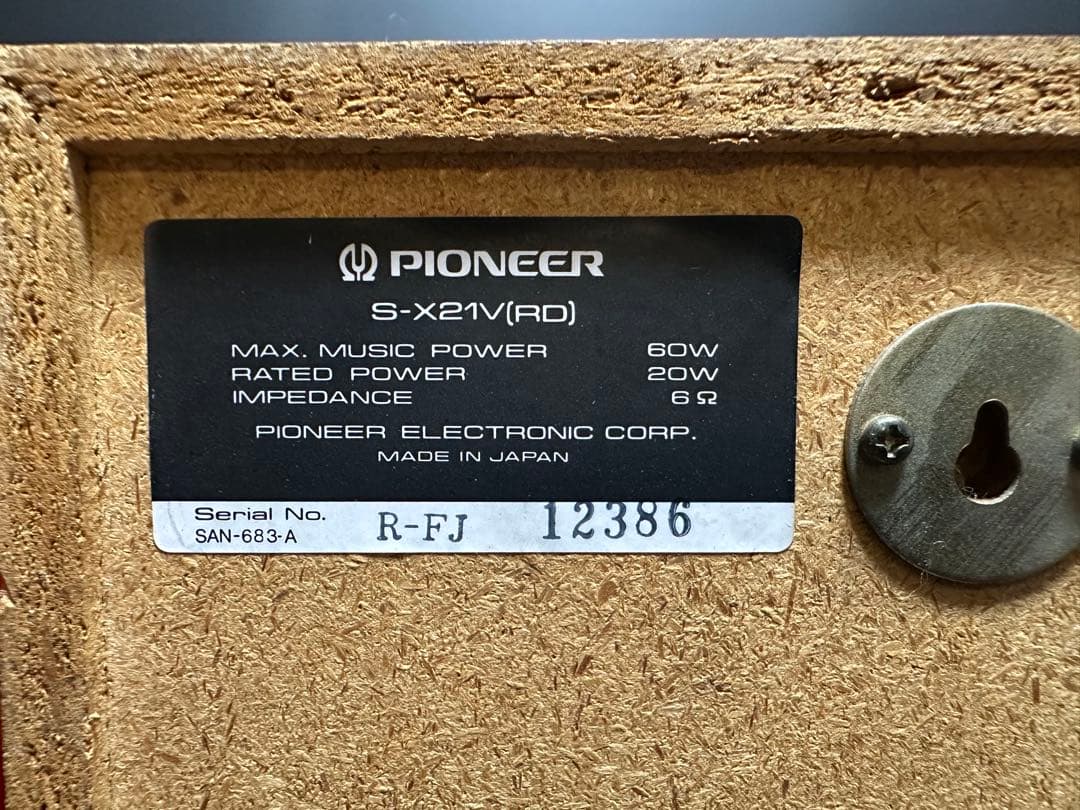 PIONEER
S-X21V(RD)
MAX. MUSIC POWER 60W
RATED POWER 20W
IMPEDANCE 6Ω
PIONEER ELECTRONIC CORP.
MADE IN JAPAN
Serial No.
SAN-683-A R-FJ 12386